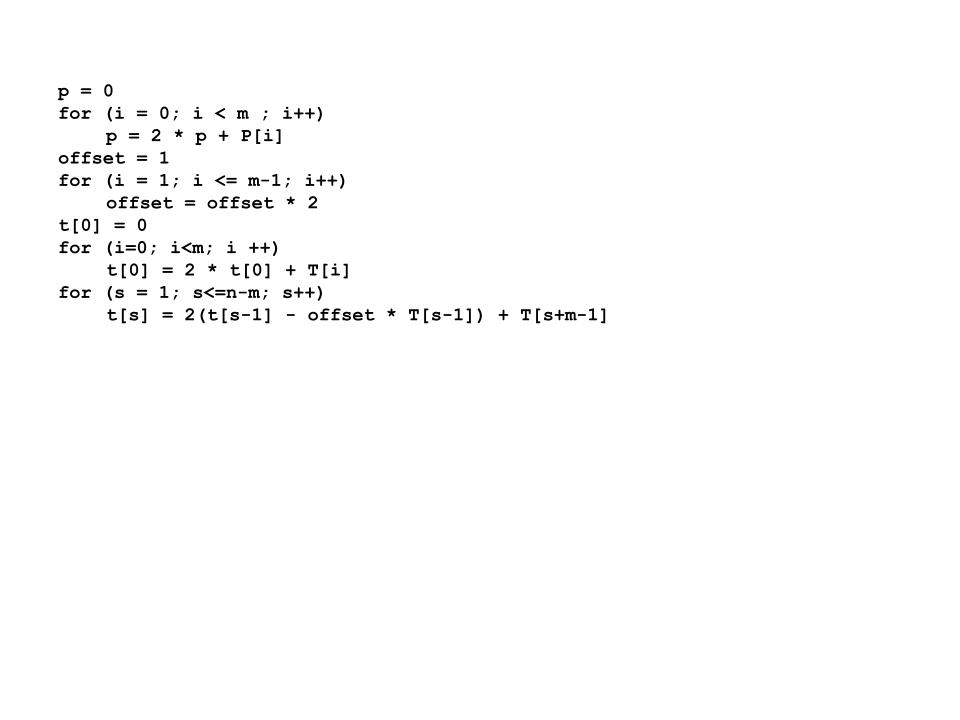 p = 0
for (i = 0; i < m ; i++)
    p = 2 * p + P[i]
offset = 1
for (i = 1; i <= m-1; i++)
    offset = offset * 2
t[0] = 0
for (i=0; i<m; i ++)
    t[0] = 2 * t[0] + T[i]
for (s = 1; s<=n-m; s++)
    t[s] = 2(t[s-1] - offset * T[s-1]) + T[s+m-1]